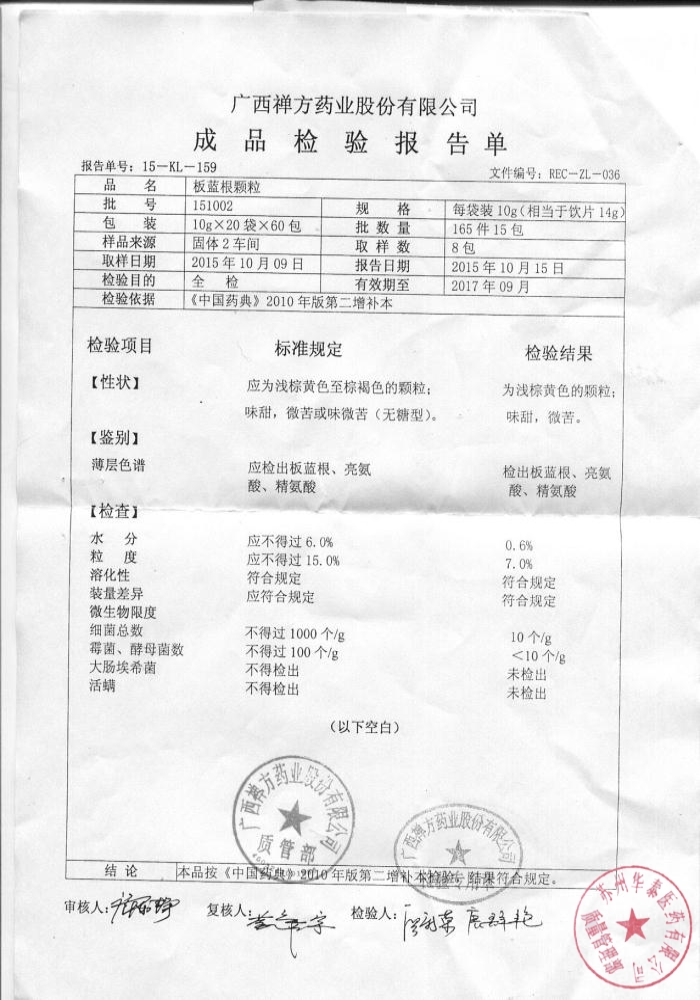 广西禅方药业股份有限公司
成品检验报告单
报告单号：15-KL-159 文件编号：REC-ZL-036
品名 板蓝根颗粒
批号 151002 规格 每袋装10g(相当于饮片14g)
包装 10g×20袋×60包 批数量 165件15包
样品来源 固体2车间 取样数 8包
取样日期 2015年10月09日 报告日期 2015年10月15日
检验目的 全检 有效期至 2017年09月
检验依据 《中国药典》2010年版第二增补本
检验项目 标准规定 检验结果
【性状】 应为浅棕黄色至棕褐色的颗粒； 为浅棕黄色的颗粒；
味甜，微苦或味微苦（无糖型）。 味甜，微苦。
【鉴别】
薄层色谱 应检出板蓝根、亮氨 检出板蓝根、亮氨
酸、精氨酸 酸、精氨酸
【检查】
水分 应不得过6.0% 0.6%
粒度 应不得过15.0% 7.0%
溶化性 符合规定 符合规定
装量差异 应符合规定 符合规定
微生物限度
细菌总数 不得过1000个/g 10个/g
霉菌、酵母菌数 不得过100个/g ＜10个/g
大肠埃希菌 不得检出 未检出
活螨 不得检出 未检出
（以下空白）
广西禅方药业股份有限公司
质管部
广西禅方药业股份有限公司
检验专用章
结论 本品按《中国药典》2010年版第二增补本检验，结果符合规定。
审核人： 复核人： 检验人：
苏州华泰医药有限公司
质量管理部